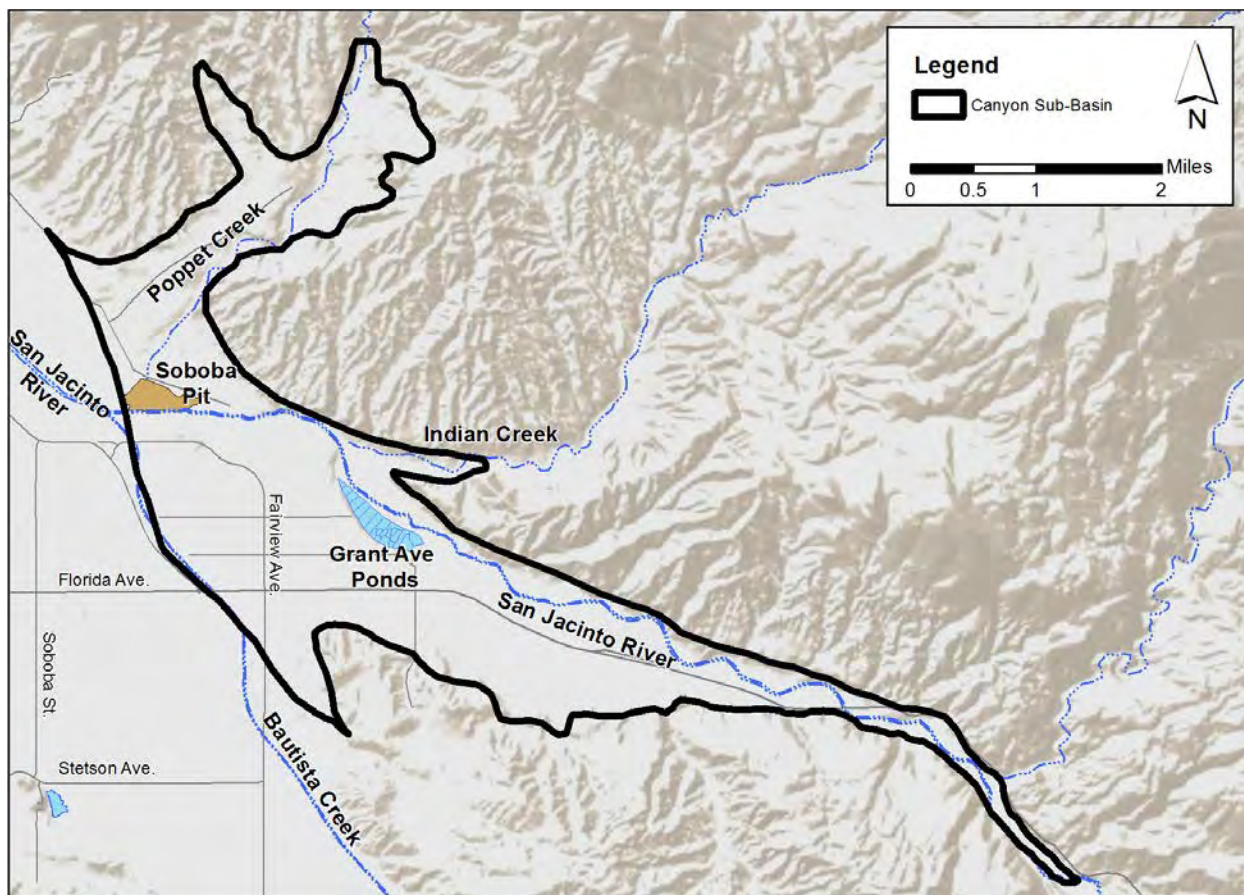 Legend
Canyon Sub-Basin
N
Miles
0 0.5 1 2
Poppet Creek
San Jacinto
River
Soboba
Pit
Indian Creek
Fairview Ave.
Grant Ave
Ponds
Florida Ave.
San Jacinto River
Soboba St.
Bautista Creek
Stetson Ave.